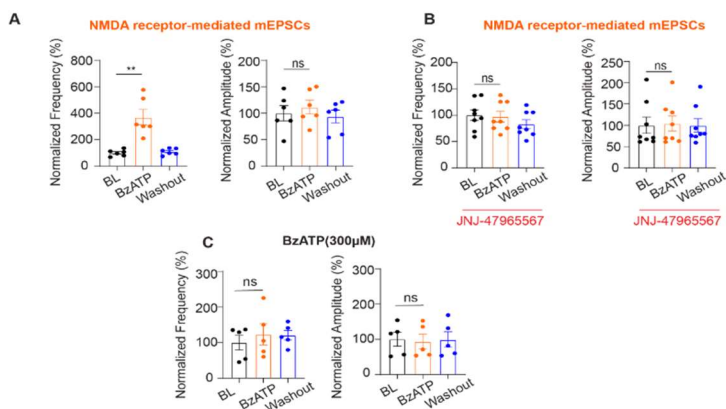 A
NMDA receptor-mediated mEPSCs
Normalized Frequency (%)
800
600
400
200
0
**
BL
BzATP
Washout
Normalized Amplitude (%)
200
150
100
50
0
ns
BL
BzATP
Washout
B
NMDA receptor-mediated mEPSCs
Normalized Frequency (%)
200
150
100
50
0
ns
BL
BzATP
Washout
JNJ-47965567
Normalized Amplitude (%)
250
200
150
100
50
0
ns
BL
BzATP
Washout
JNJ-47965567
C
BzATP(300µM)
Normalized Frequency (%)
300
200
100
0
ns
BL
BzATP
Washout
Normalized Amplitude (%)
300
200
100
0
ns
BL
BzATP
Washout